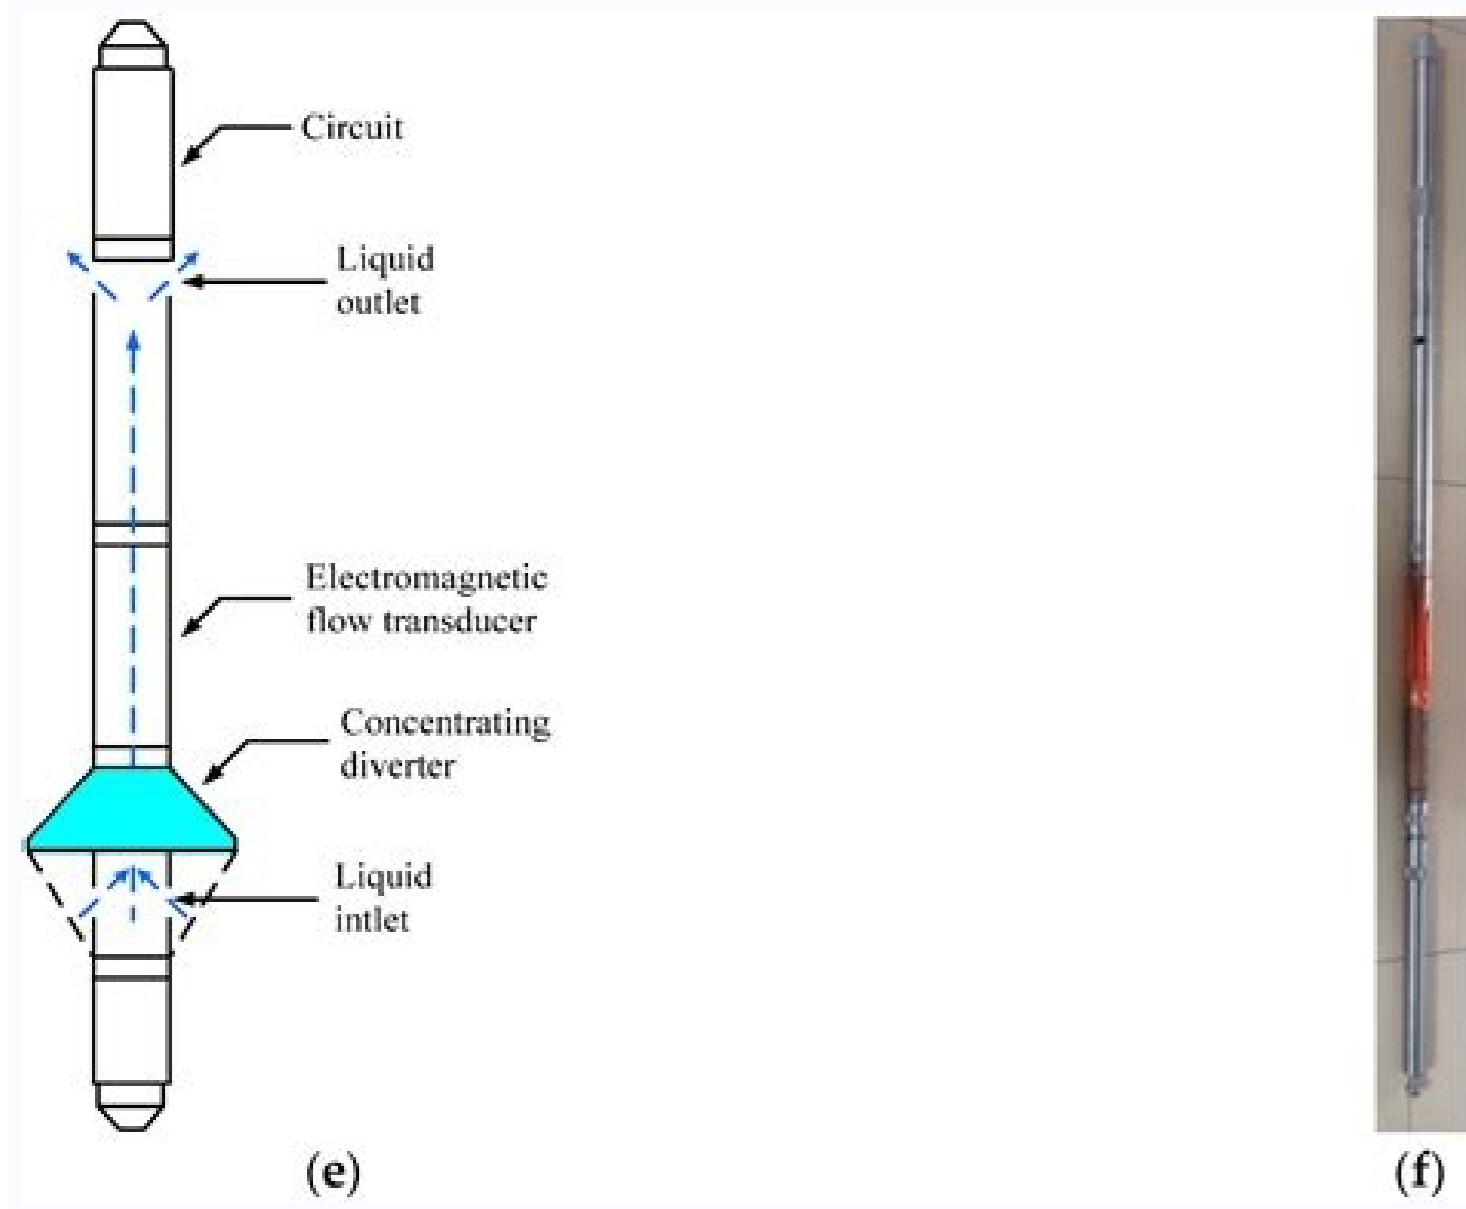 Circuit
Liquid
outlet
Electromagnetic
flow transducer
Concentrating
diverter
Liquid
intlet
(e)
(f)